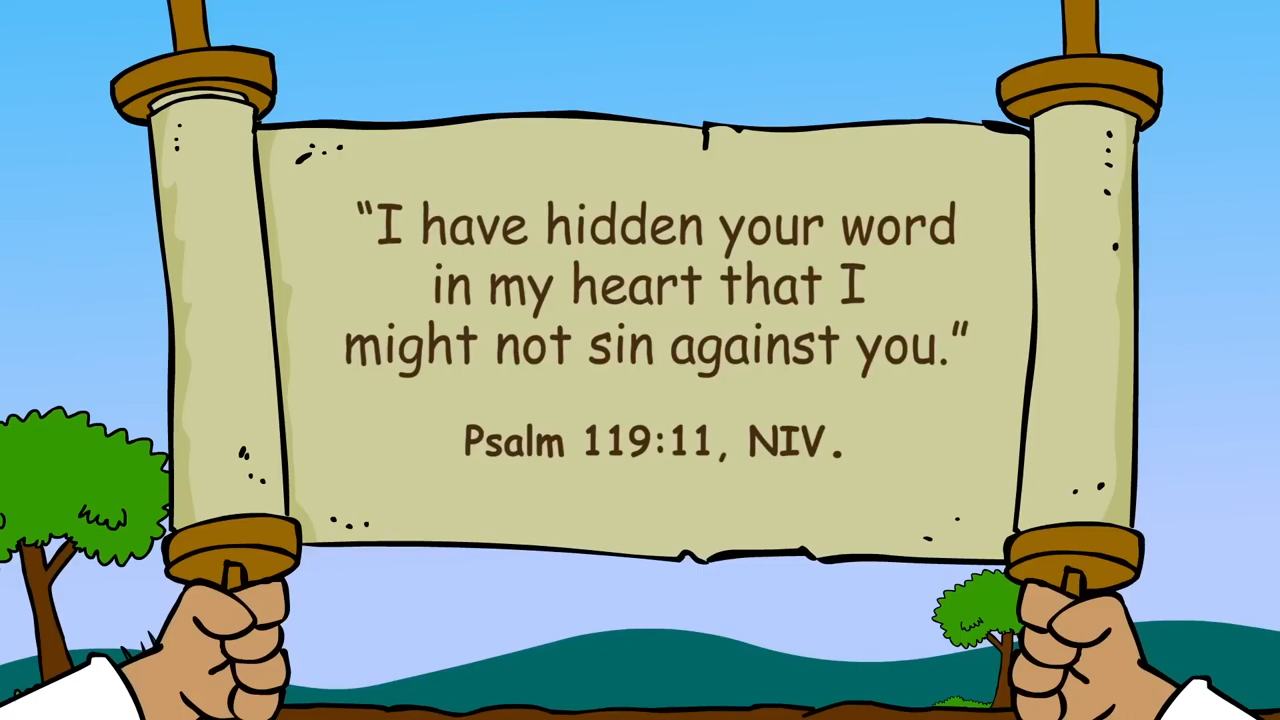 “I have hidden your word
in my heart that I
might not sin against you.”
Psalm 119:11, NIV.